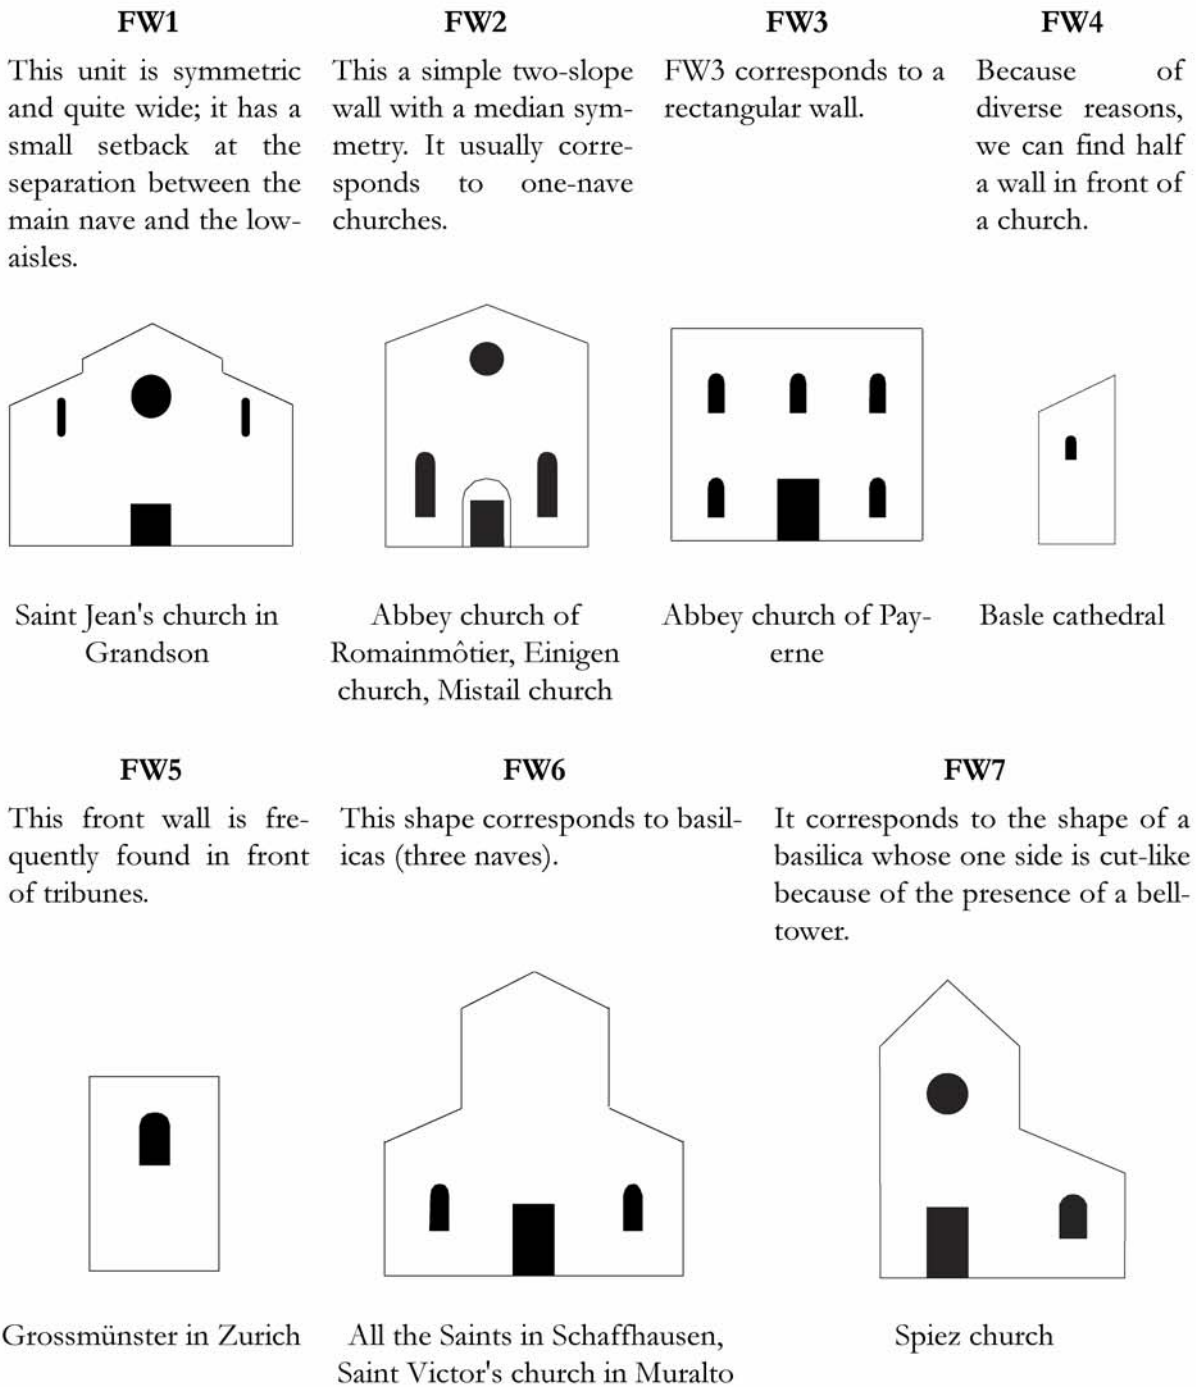 FW1
This unit is symmetric
and quite wide; it has a
small setback at the
separation between the
main nave and the low-
aisles.
FW2
This a simple two-slope
wall with a median sym-
metry. It usually corre-
sponds to one-nave
churches.
FW3
FW3 corresponds to a
rectangular wall.
FW4
Because of
diverse reasons,
we can find half
a wall in front of
a church.
Saint Jean's church in
Grandson
Abbey church of
Romainmôtier, Einigen
church, Mistail church
Abbey church of Pay-
erne
Basle cathedral
FW5
This front wall is fre-
quently found in front
of tribunes.
FW6
This shape corresponds to basil-
icas (three naves).
FW7
It corresponds to the shape of a
basilica whose one side is cut-like
because of the presence of a bell-
tower.
Grossmünster in Zurich
All the Saints in Schaffhausen,
Saint Victor's church in Muralto
Spiez church